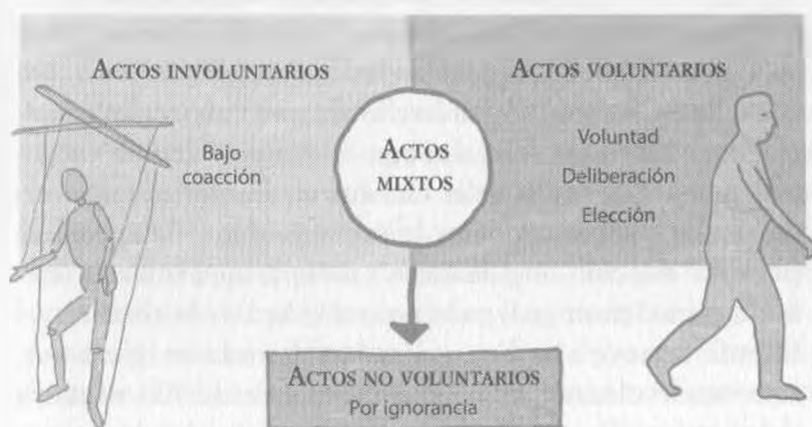 ACTOS INVOLUNTARIOS
Bajo
coacción
ACTOS
MIXTOS
ACTOS VOLUNTARIOS
Voluntad
Deliberación
Elección
ACTOS NO VOLUNTARIOS
Por ignorancia